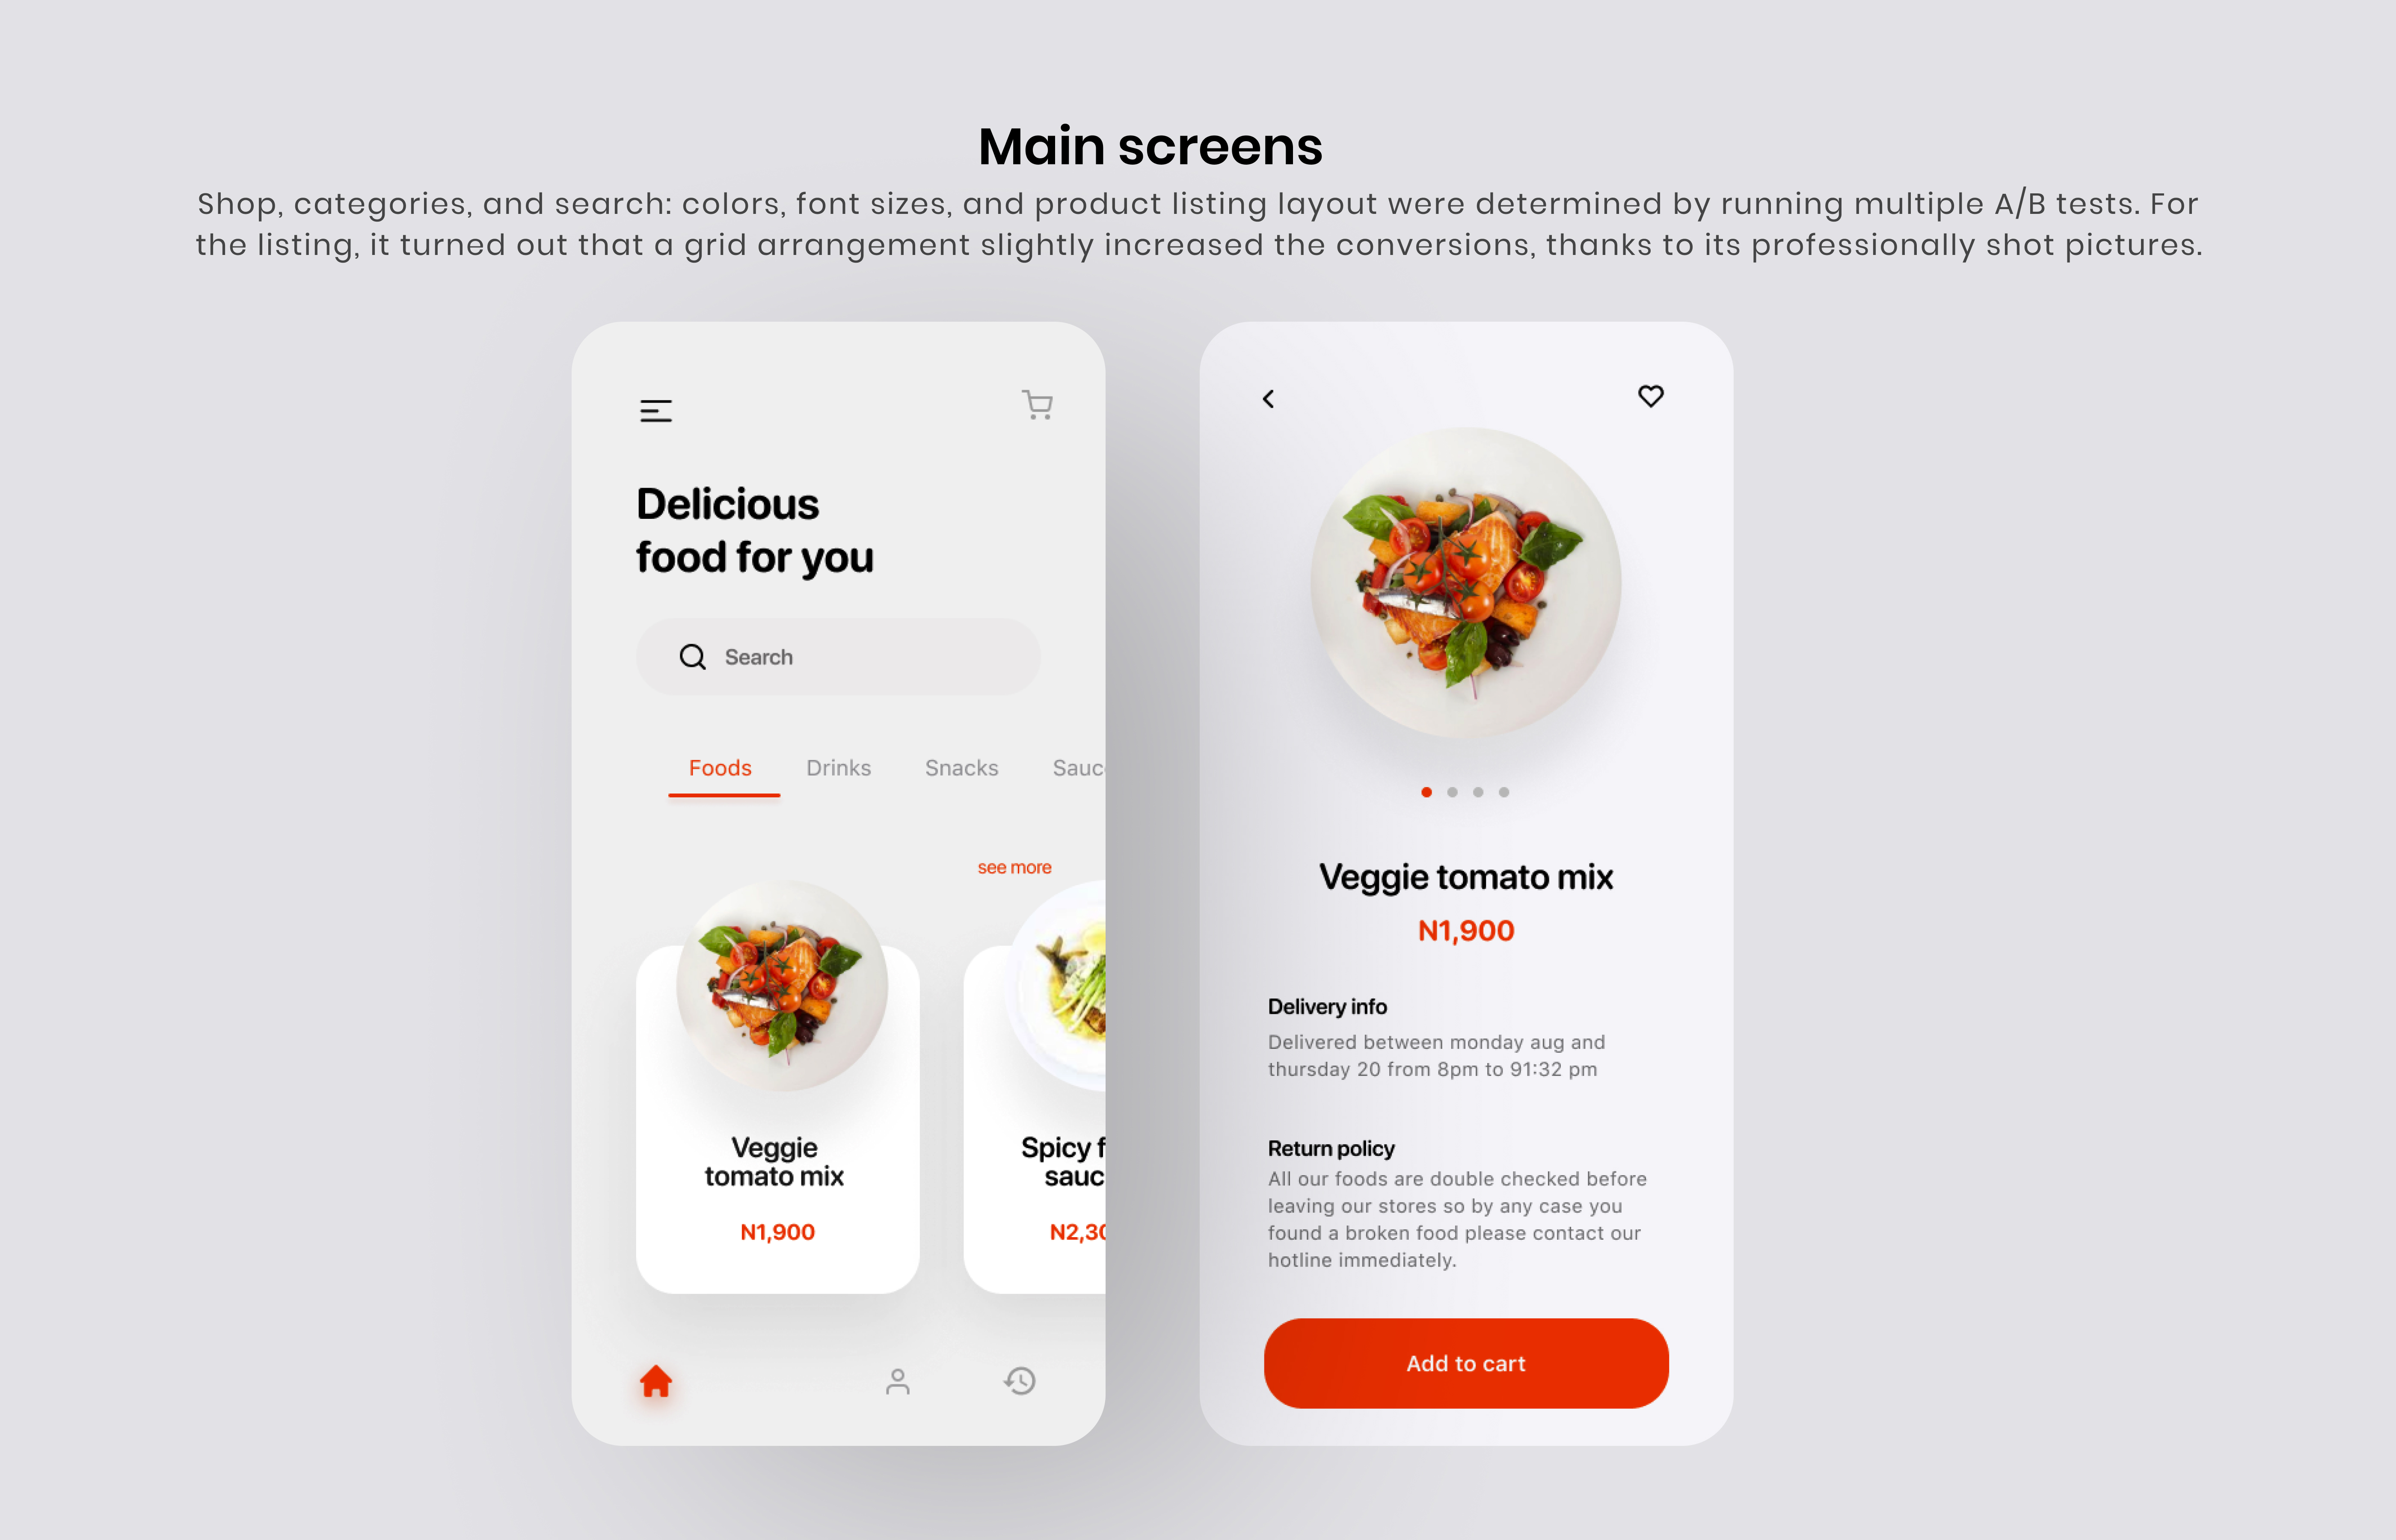 Main screens
Shop, categories, and search: colors, font sizes, and product listing layout were determined by running multiple A/B tests. For
the listing, it turned out that a grid arrangement slightly increased the conversions, thanks to its professionally shot pictures.
Delicious
food for you
Search
Foods Drinks Snacks Sauc
see more
Veggie
tomato mix
N1,900
Spicy f
sauc
N2,30
Veggie tomato mix
N1,900
Delivery info
Delivered between monday aug and
thursday 20 from 8pm to 91:32 pm
Return policy
All our foods are double checked before
leaving our stores so by any case you
found a broken food please contact our
hotline immediately.
Add to cart